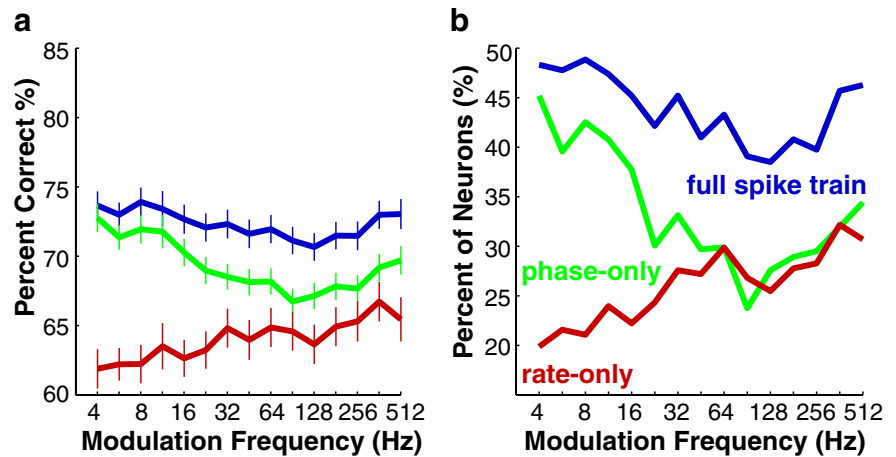 a
85
80
75
70
65
60
Percent Correct %)
4 8 16 32 64 128 256 512
Modulation Frequency (Hz)
b
50
45
40
35
30
25
20
Percent of Neurons (%)
full spike train
phase-only
rate-only
4 8 16 32 64 128 256 512
Modulation Frequency (Hz)